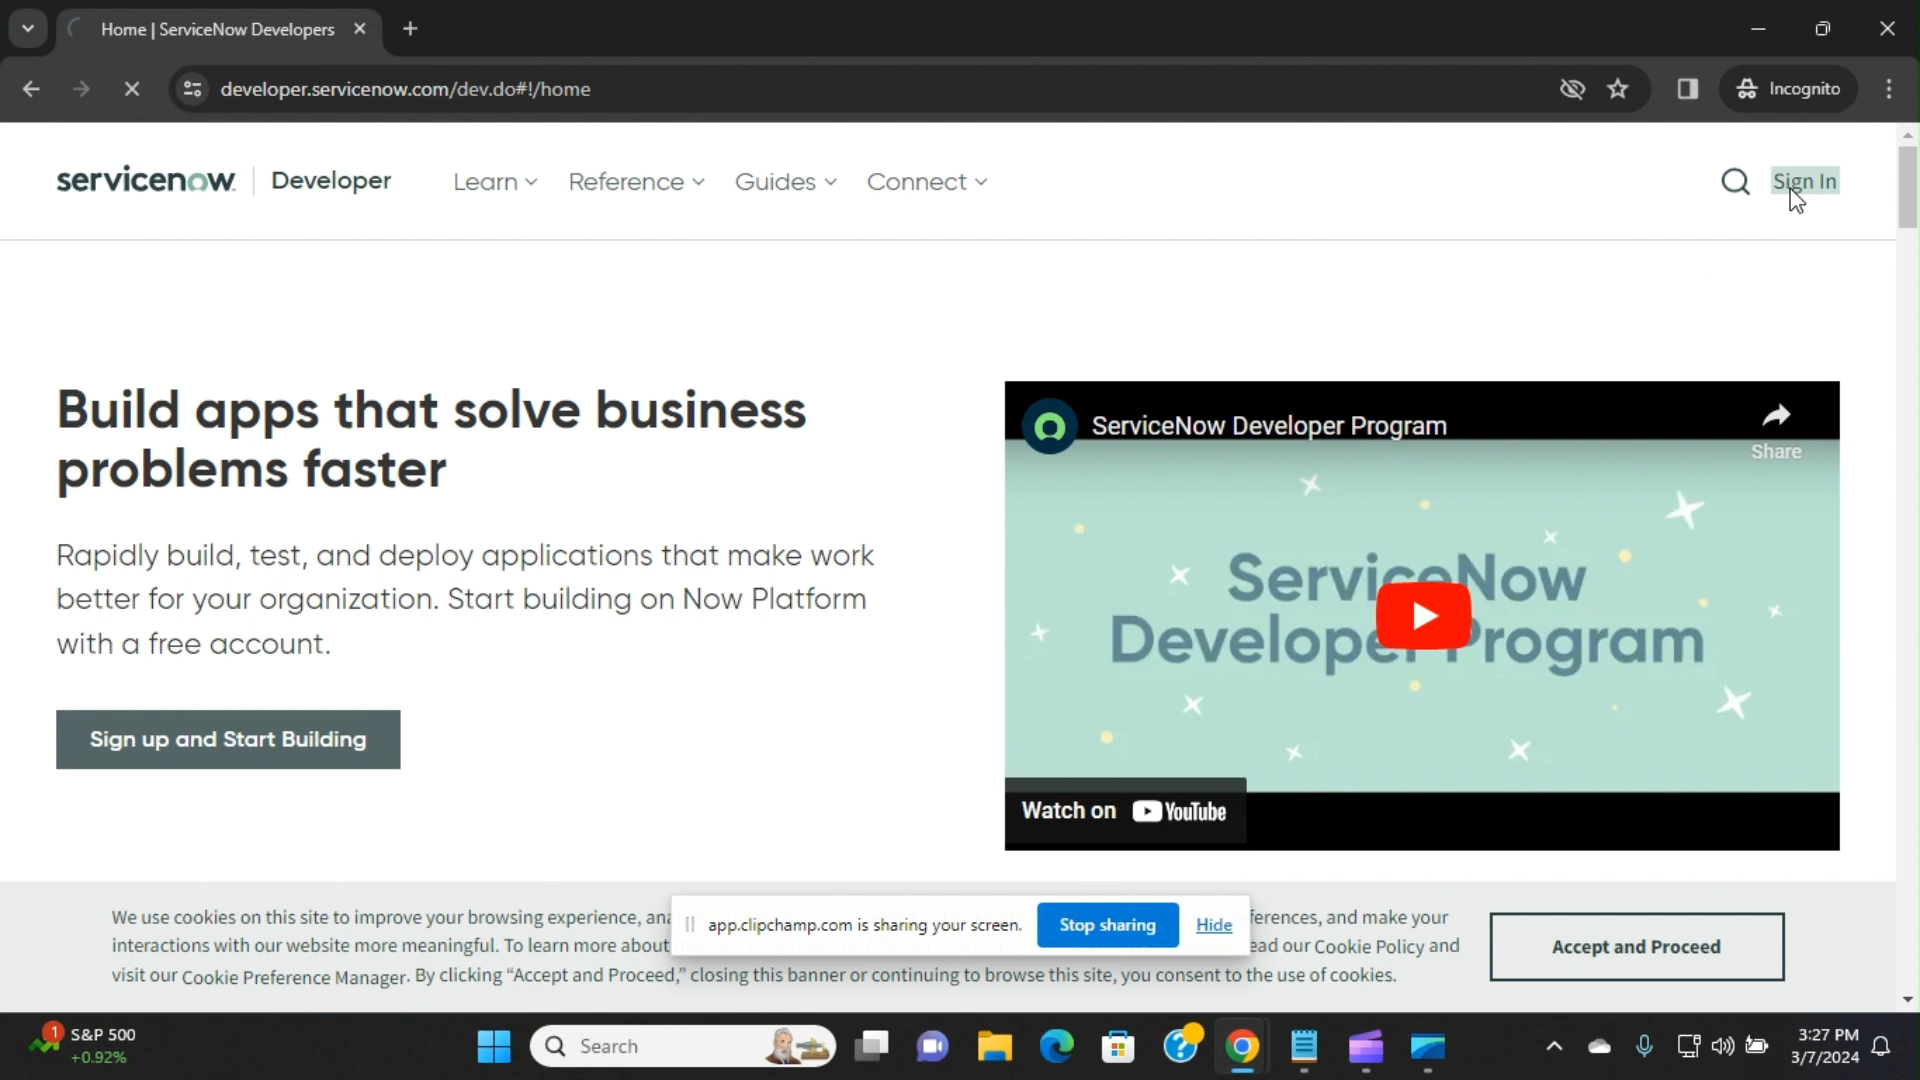 Home | ServiceNow Developers
developer.servicenow.com/dev.do#!/home
Incognito
servicenow
Developer
Learn
Reference
Guides
Connect
Sign In
Build apps that solve business
problems faster
Rapidly build, test, and deploy applications that make work
better for your organization. Start building on Now Platform
with a free account.
Sign up and Start Building
ServiceNow Developer Program
Share
ServiceNow
Developer Program
Watch on YouTube
We use cookies on this site to improve your browsing experience, ana
ferences, and make your
interactions with our website more meaningful. To learn more about
ead our Cookie Policy and
visit our Cookie Preference Manager. By clicking “Accept and Proceed,” closing this banner or continuing to browse this site, you consent to the use of cookies.
Accept and Proceed
app.clipchamp.com is sharing your screen.
Stop sharing
Hide
1
S&P 500
+0.92%
Search
3:27 PM
3/7/2024